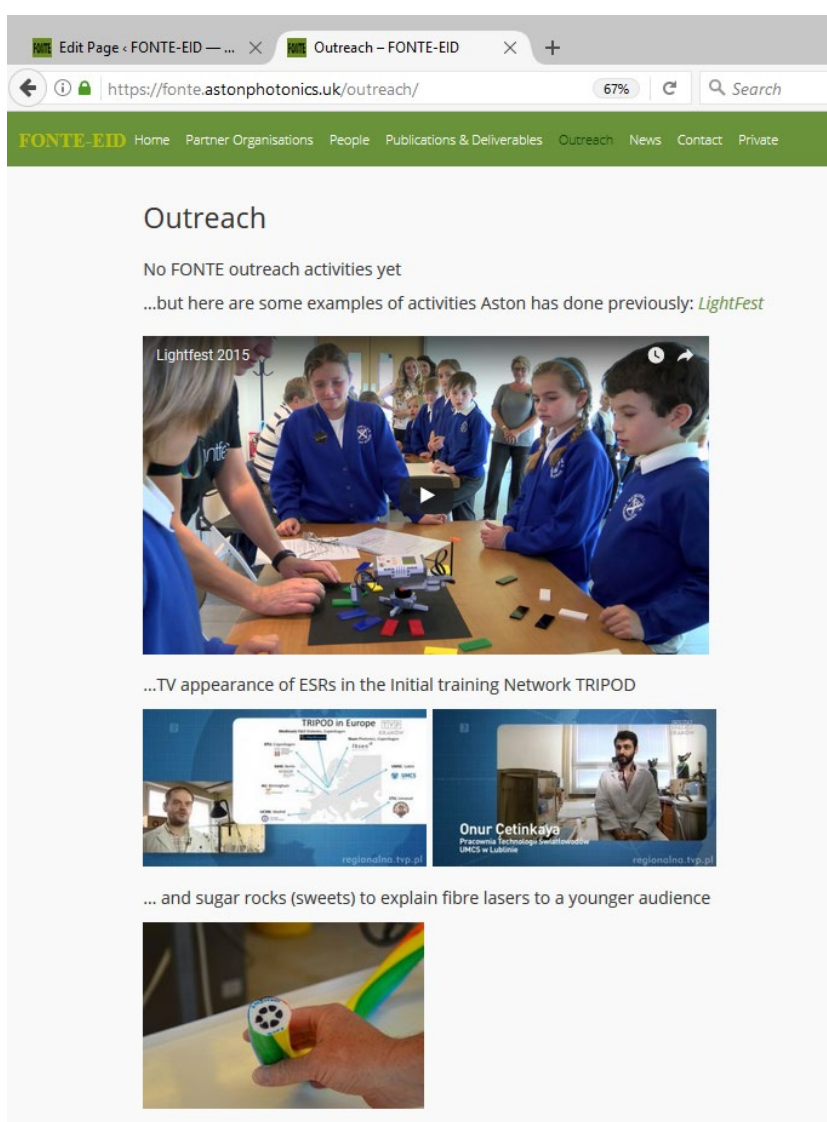 Edit Page ‹ FONTE-EID — ...
Outreach – FONTE-EID
https://fonte.astonphotonics.uk/outreach/
67%
Search
FONTE-EID Home Partner Organisations People Publications & Deliverables Outreach News Contact Private
Outreach
No FONTE outreach activities yet
...but here are some examples of activities Aston has done previously: LightFest
Lightfest 2015
...TV appearance of ESRs in the Initial training Network TRIPOD
TRIPOD in Europe
UMCS
regionalna.tvp.pl
Onur Cetinkaya
Pracownia Technologii Światłowodów
UMCS w Lublinie
regionalna.tvp.pl
... and sugar rocks (sweets) to explain fibre lasers to a younger audience